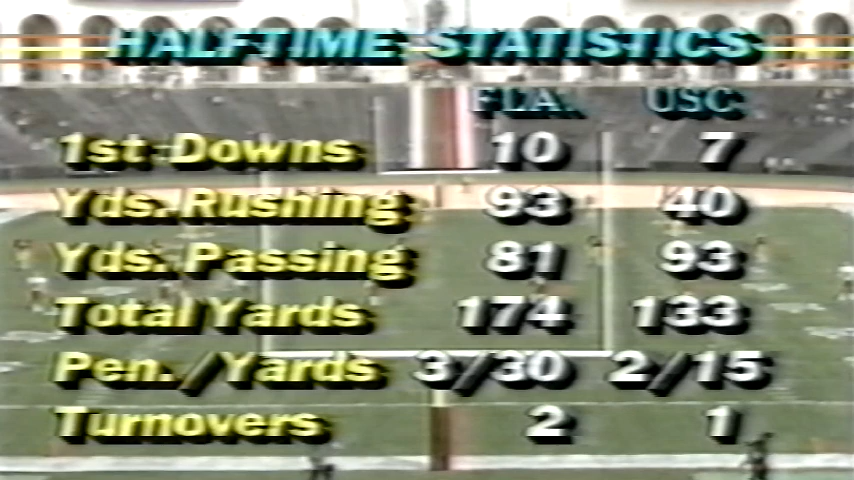 HALFTIME STATISTICS
FLA. USC
1st Downs 10 7
Yds. Rushing 93 40
Yds. Passing 81 93
Total Yards 174 133
Pen./Yards 3/30 2/15
Turnovers 2 1